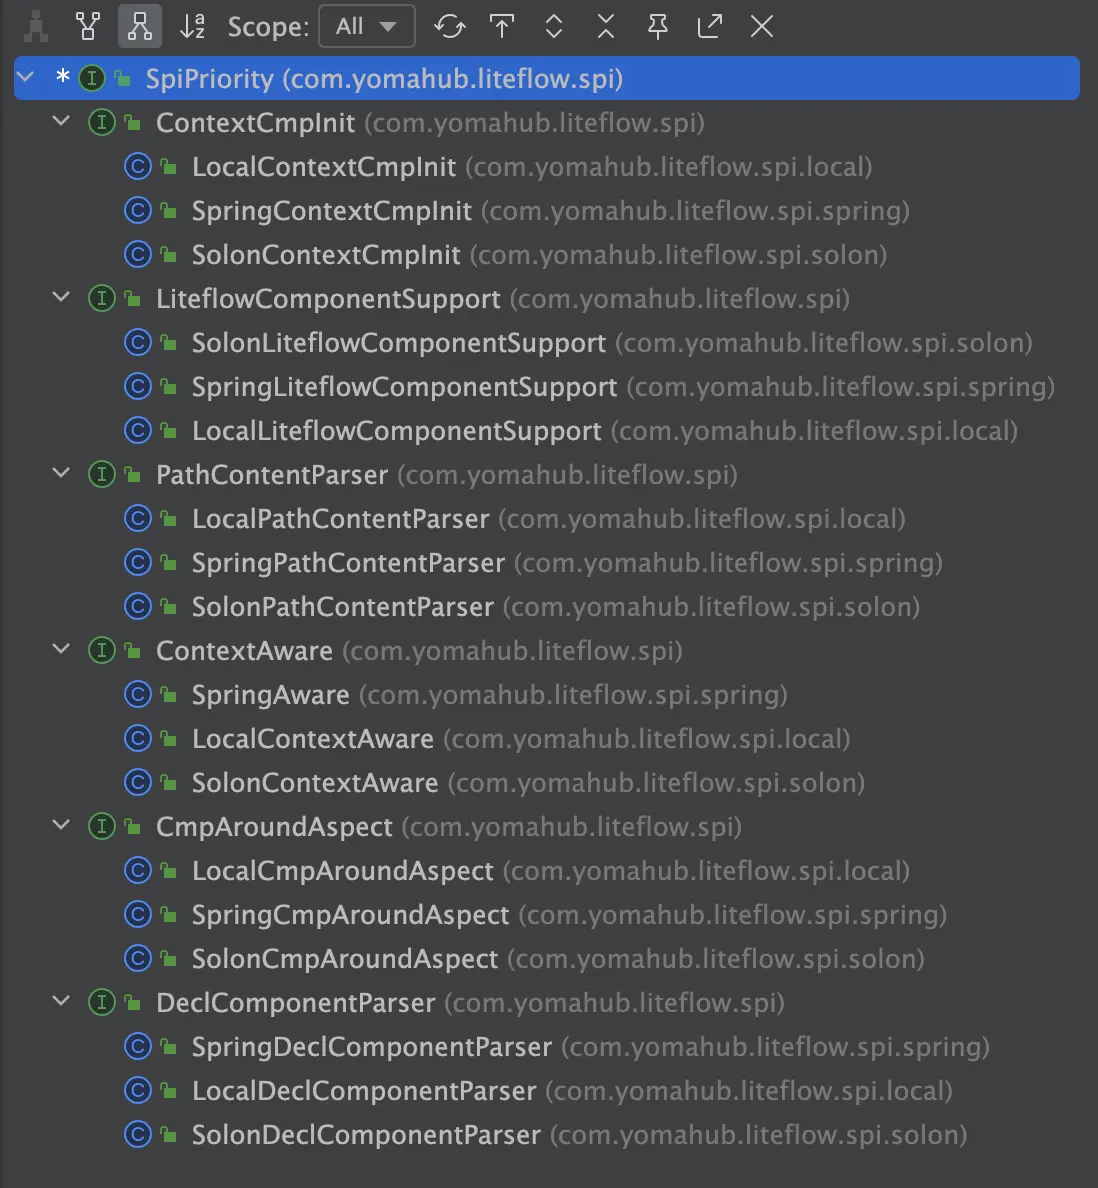 Scope: All
* I SpiPriority (com.yomahub.liteflow.spi)
I ContextCmpInit (com.yomahub.liteflow.spi)
C LocalContextCmpInit (com.yomahub.liteflow.spi.local)
C SpringContextCmpInit (com.yomahub.liteflow.spi.spring)
C SolonContextCmpInit (com.yomahub.liteflow.spi.solon)
I LiteflowComponentSupport (com.yomahub.liteflow.spi)
C SolonLiteflowComponentSupport (com.yomahub.liteflow.spi.solon)
C SpringLiteflowComponentSupport (com.yomahub.liteflow.spi.spring)
C LocalLiteflowComponentSupport (com.yomahub.liteflow.spi.local)
I PathContentParser (com.yomahub.liteflow.spi)
C LocalPathContentParser (com.yomahub.liteflow.spi.local)
C SpringPathContentParser (com.yomahub.liteflow.spi.spring)
C SolonPathContentParser (com.yomahub.liteflow.spi.solon)
I ContextAware (com.yomahub.liteflow.spi)
C SpringAware (com.yomahub.liteflow.spi.spring)
C LocalContextAware (com.yomahub.liteflow.spi.local)
C SolonContextAware (com.yomahub.liteflow.spi.solon)
I CmpAroundAspect (com.yomahub.liteflow.spi)
C LocalCmpAroundAspect (com.yomahub.liteflow.spi.local)
C SpringCmpAroundAspect (com.yomahub.liteflow.spi.spring)
C SolonCmpAroundAspect (com.yomahub.liteflow.spi.solon)
I DeclComponentParser (com.yomahub.liteflow.spi)
C SpringDeclComponentParser (com.yomahub.liteflow.spi.spring)
C LocalDeclComponentParser (com.yomahub.liteflow.spi.local)
C SolonDeclComponentParser (com.yomahub.liteflow.spi.solon)